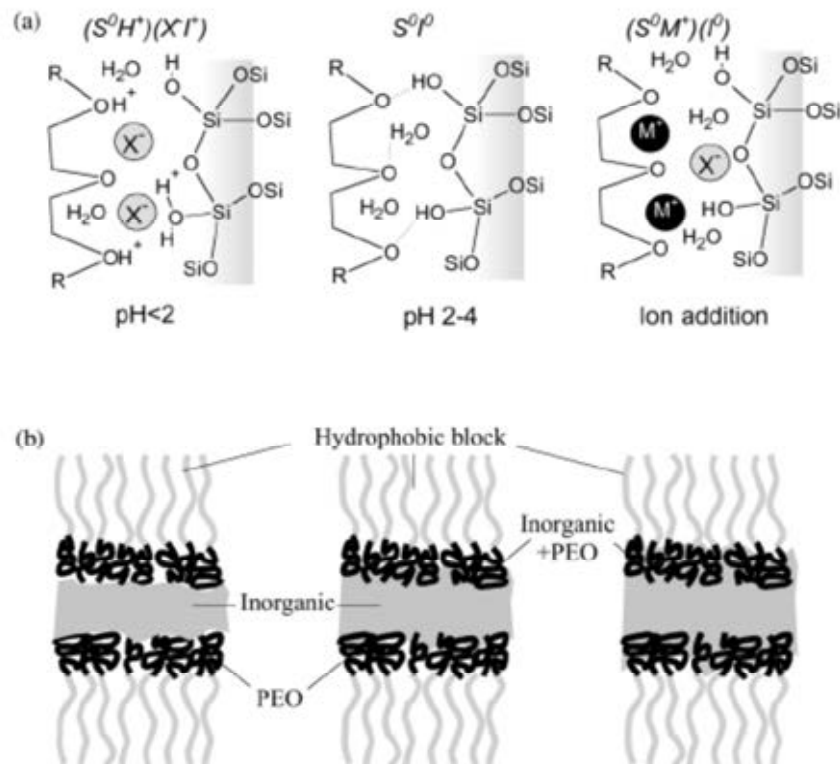 (a)
(S⁰H⁺)(X⁻I⁺)
S⁰I⁰
(S⁰M⁺)(I⁰)
R
H₂O
H
O
OSi
OH⁺
Si
OSi
X⁻
O
O
H⁺
OSi
H₂O
X⁻
O
Si
H
R
OH⁺
SiO
pH<2
R
O
HO
OSi
Si
OSi
H₂O
O
O
OSi
H₂O
HO
Si
R
O
SiO
pH 2-4
R
H₂O
H
O
OSi
O
Si
OSi
M⁺
H₂O
O
X⁻
O
OSi
M⁺
HO
Si
H₂O
R
O
SiO
Ion addition
(b)
Hydrophobic block
Inorganic
+PEO
Inorganic
PEO